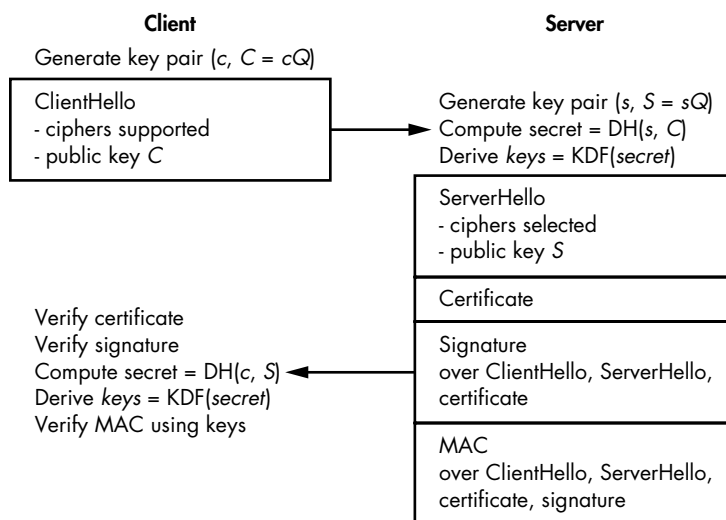 Client
Server
Generate key pair (c, C = cQ)
ClientHello
- ciphers supported
- public key C
Generate key pair (s, S = sQ)
Compute secret = DH(s, C)
Derive keys = KDF(secret)
ServerHello
- ciphers selected
- public key S
Certificate
Signature
over ClientHello, ServerHello,
certificate
MAC
over ClientHello, ServerHello,
certificate, signature
Verify certificate
Verify signature
Compute secret = DH(c, S)
Derive keys = KDF(secret)
Verify MAC using keys